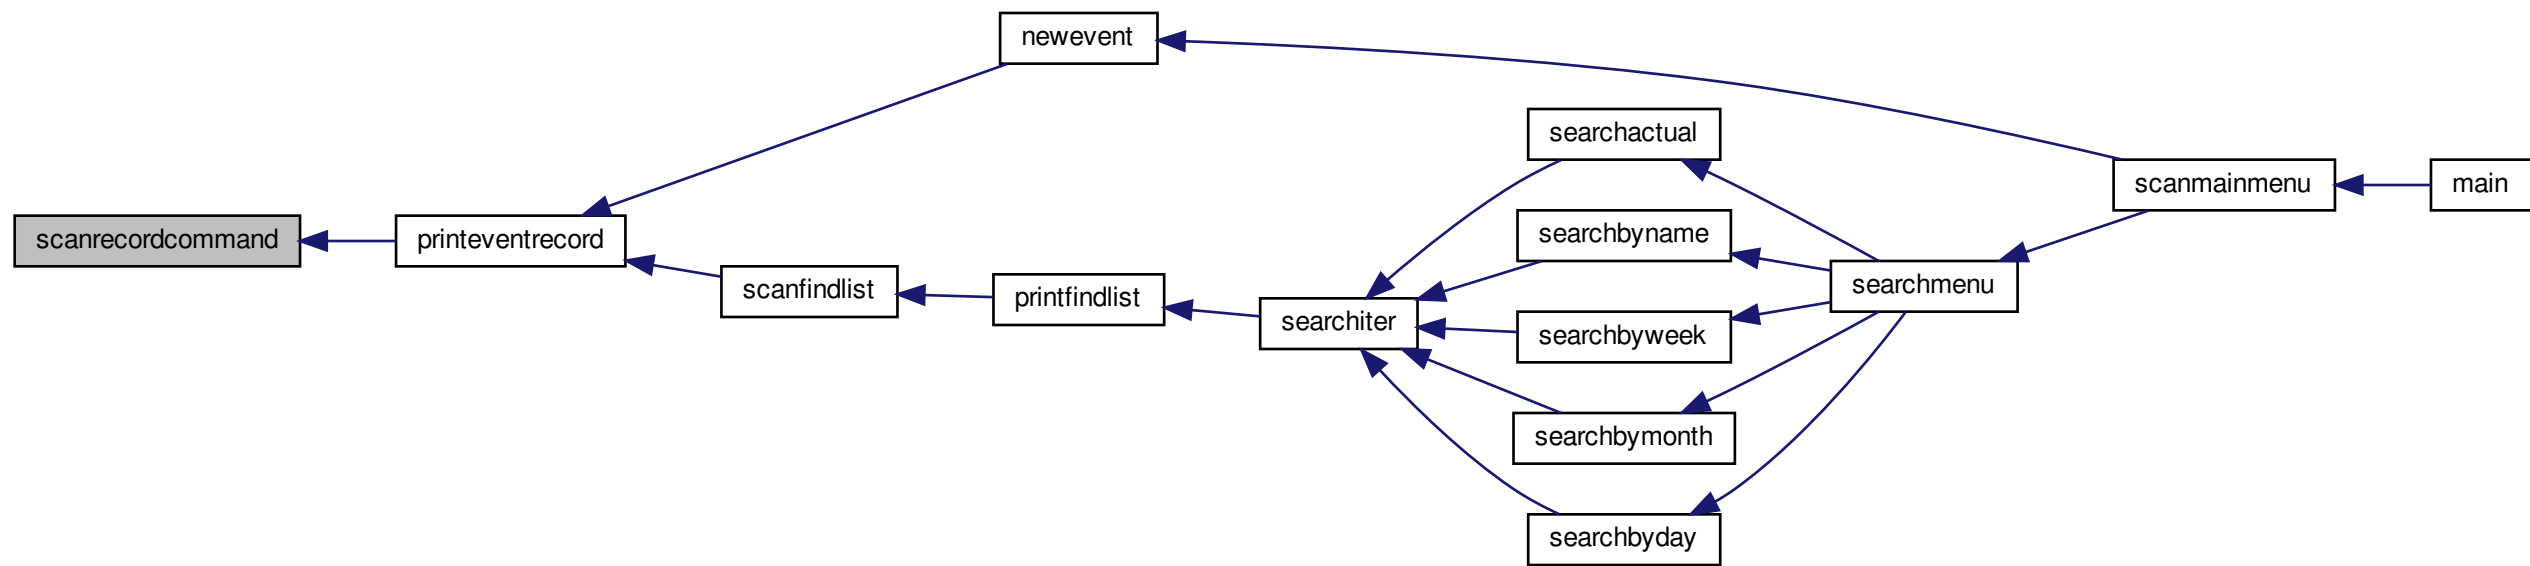 newevent
searchactual
scanmainmenu
main
scanrecordcommand
printeventrecord
searchbyname
scanfindlist
printfindlist
searchiter
searchmenu
searchbyweek
searchbymonth
searchbyday